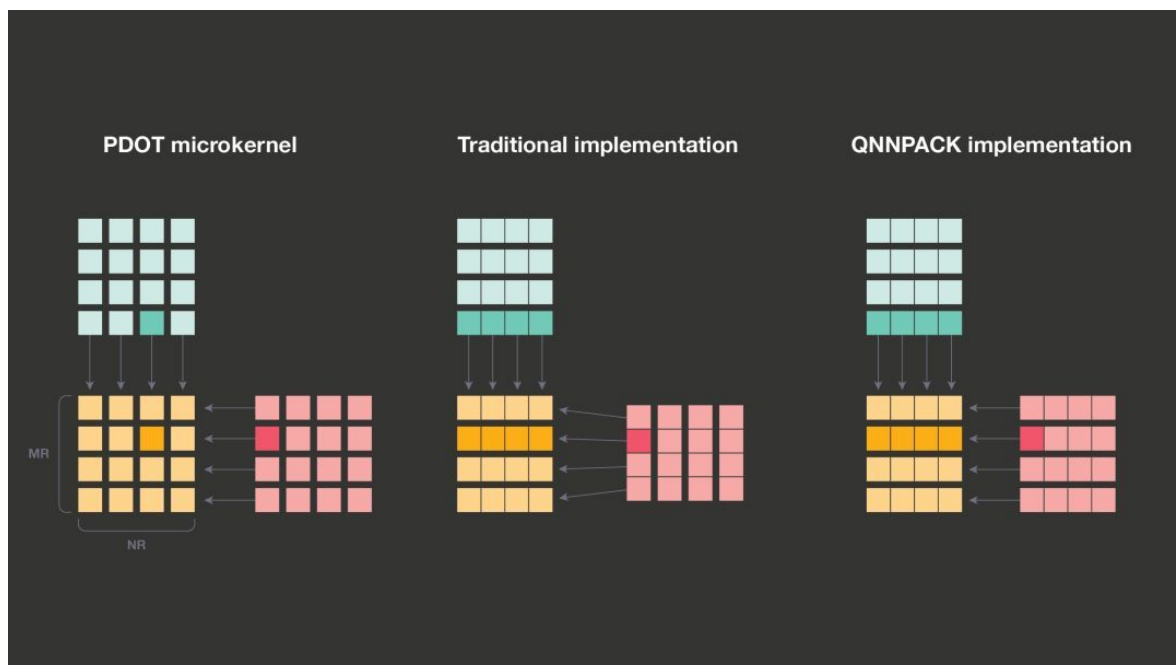 PDOT microkernel
Traditional implementation
QNNPACK implementation
MR
NR